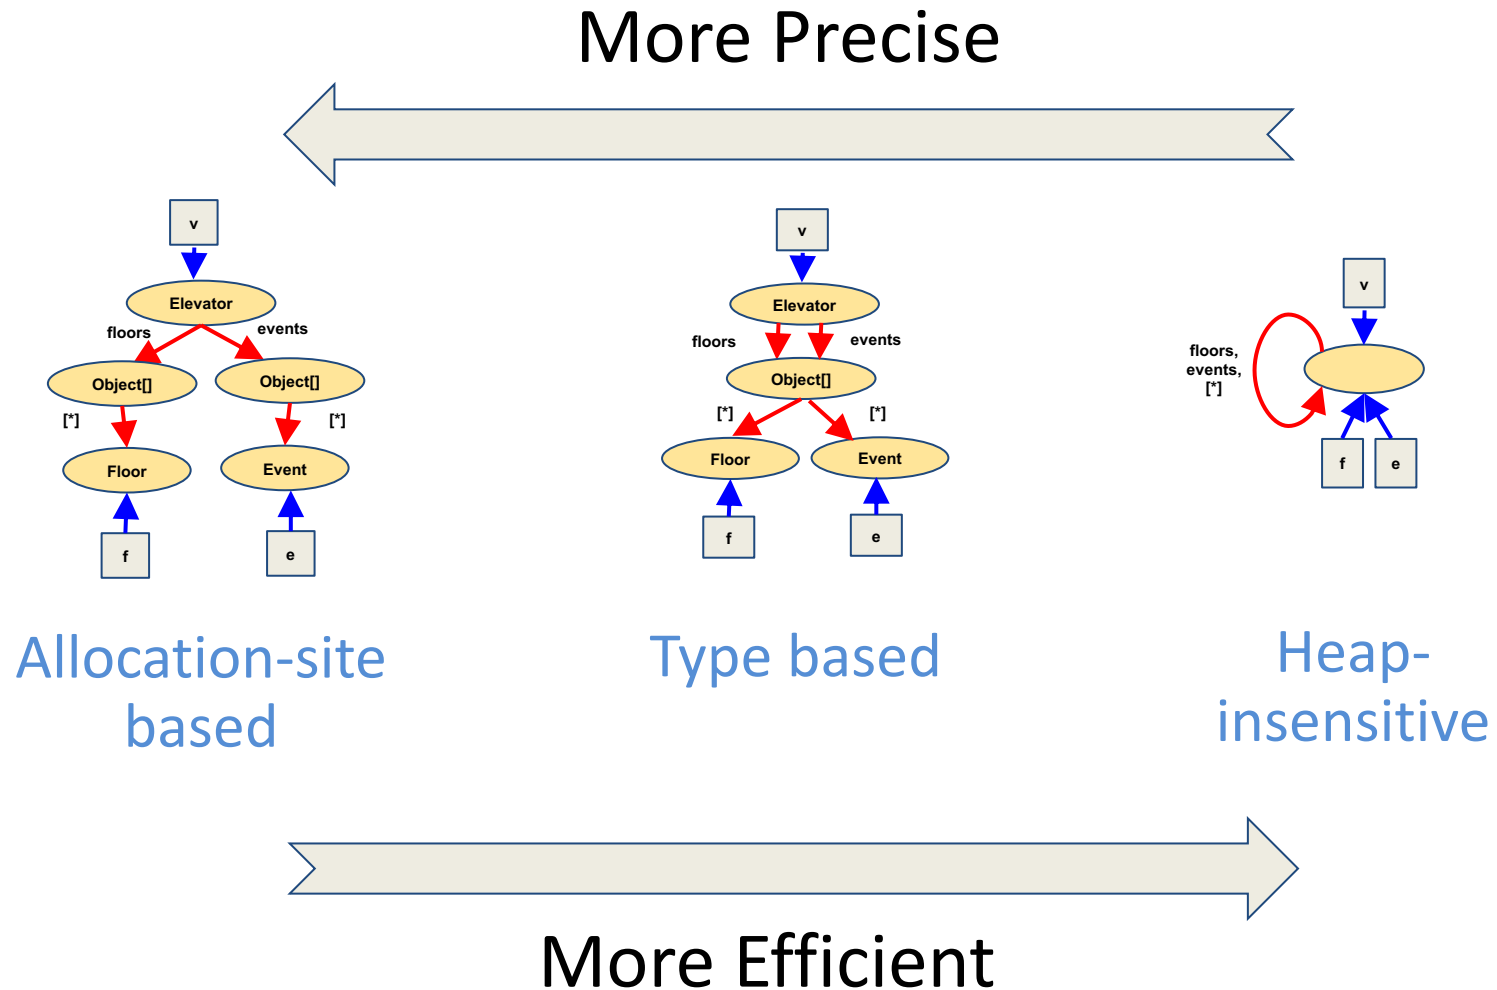 More Precise
v
Elevator
floors
events
Object[]
Object[]
[*]
[*]
Floor
Event
f
e
v
Elevator
floors
events
Object[]
[*]
[*]
Floor
Event
f
e
v
floors,
events,
[*]
f
e
Allocation-site
based
Type based
Heap-
insensitive
More Efficient